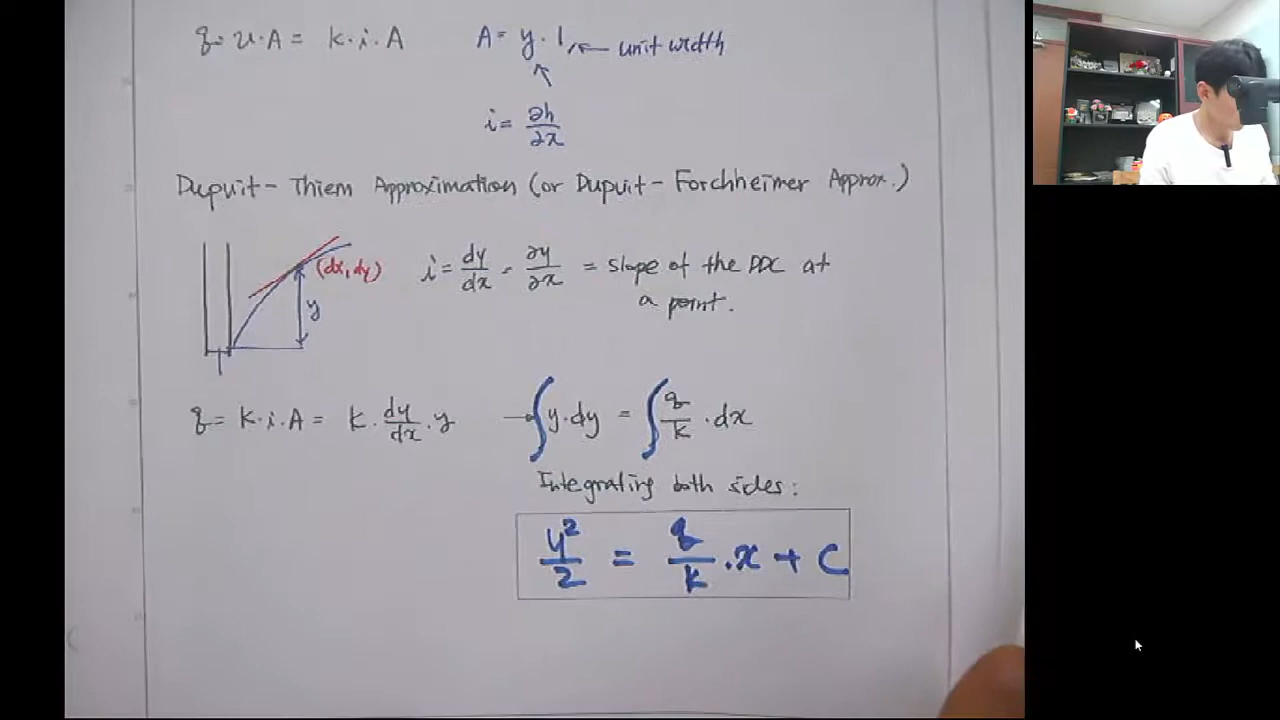 q = v·A = k·i·A
A = y·1 ← unit width
i = ∂h/∂x
Dupuit - Thiem Approximation (or Dupuit - Forchheimer Approx.)
(dx, dy)
y
i = dy/dx = ∂y/∂x = slope of the DDC at
a point.
q = k·i·A = k·dy/dx·y → ∫y·dy = ∫q/k·dx
Integrating both sides:
y²/2 = q/k·x + C